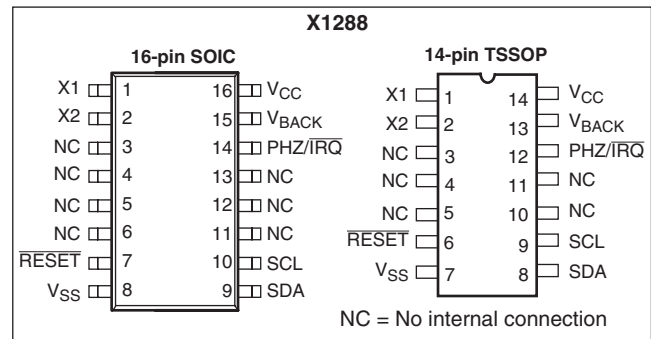 X1288
16-pin SOIC
X1 1 16 VCC
X2 2 15 VBACK
NC 3 14 PHZ/IRQ
NC 4 13 NC
NC 5 12 NC
NC 6 11 NC
RESET 7 10 SCL
VSS 8 9 SDA
14-pin TSSOP
X1 1 14 VCC
X2 2 13 VBACK
NC 3 12 PHZ/IRQ
NC 4 11 NC
NC 5 10 NC
RESET 6 9 SCL
VSS 7 8 SDA
NC = No internal connection